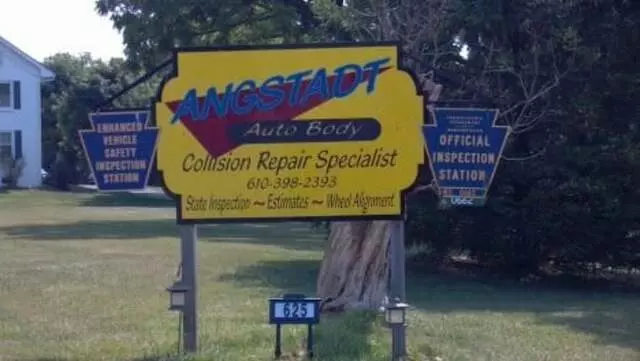 ANGSTADT
Auto Body
Collision Repair Specialist
610-398-2393
State Inspection ~ Estimates ~ Wheel Alignment
ENHANCED
VEHICLE
SAFETY
INSPECTION
STATION
OFFICIAL
INSPECTION
STATION
625